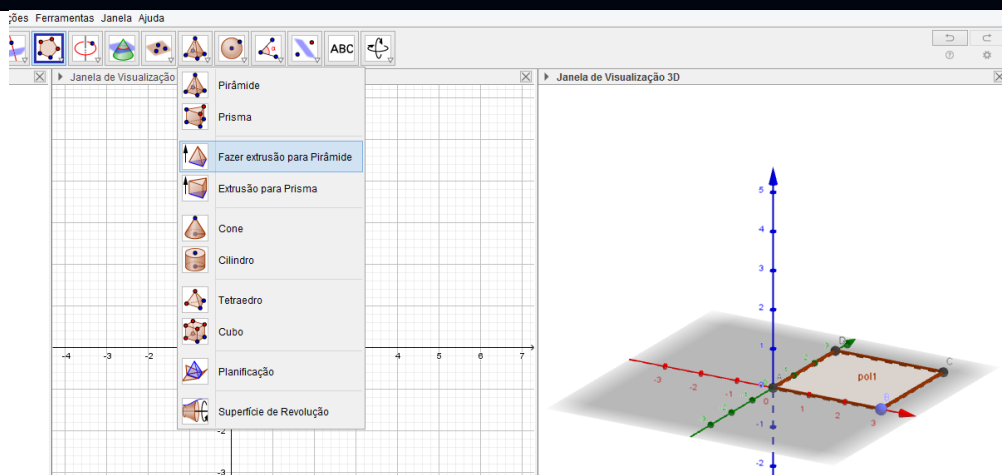 ções Ferramentas Janela Ajuda
ABC
Janela de Visualização
Janela de Visualização 3D
Pirâmide
Prisma
Fazer extrusão para Pirâmide
Extrusão para Prisma
Cone
Cilindro
Tetraedro
Cubo
Planificação
Superfície de Revolução
-4 -3 -2 4 5 6 7
-2
-3
5
4
3
2
1
0
-1
-2
-3 -2 -1 0 1 2 3
A
B
C
D
pol1